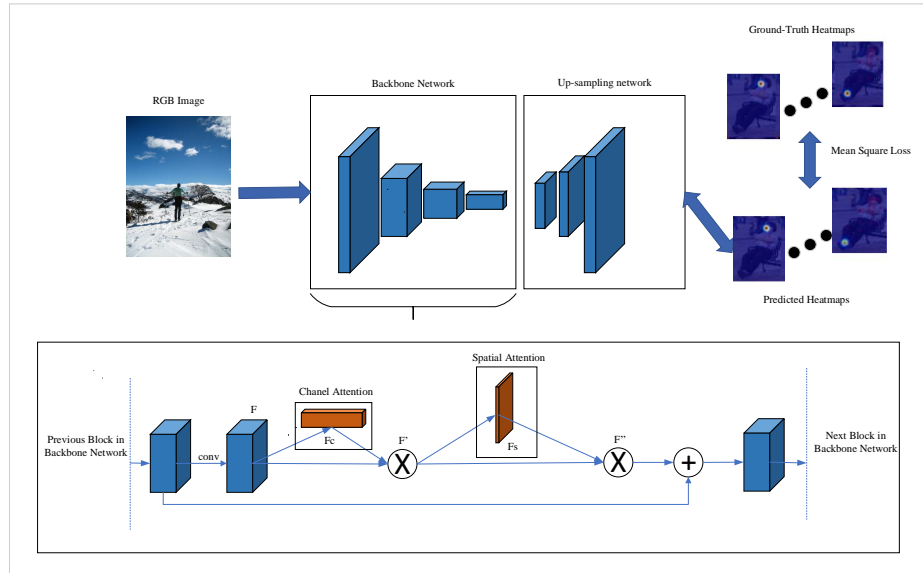 Ground-Truth Heatmaps
Backbone Network
Up-sampling network
RGB Image
Mean Square Loss
Predicted Heatmaps
Spatial Attention
Chanel Attention
F
Fc
F'
Fs
F''
Previous Block in
Backbone Network
conv
X
X
+
Next Block in
Backbone Network